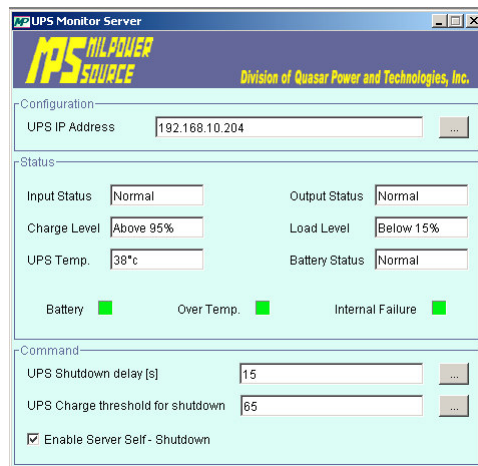 MP UPS Monitor Server
MPS MILPOWER SOURCE
Division of Quasar Power and Technologies, Inc.
Configuration
UPS IP Address 192.168.10.204 ...
Status
Input Status Normal Output Status Normal
Charge Level Above 95% Load Level Below 15%
UPS Temp. 38°c Battery Status Normal
Battery Over Temp. Internal Failure
Command
UPS Shutdown delay [s] 15 ...
UPS Charge threshold for shutdown 65 ...
Enable Server Self - Shutdown